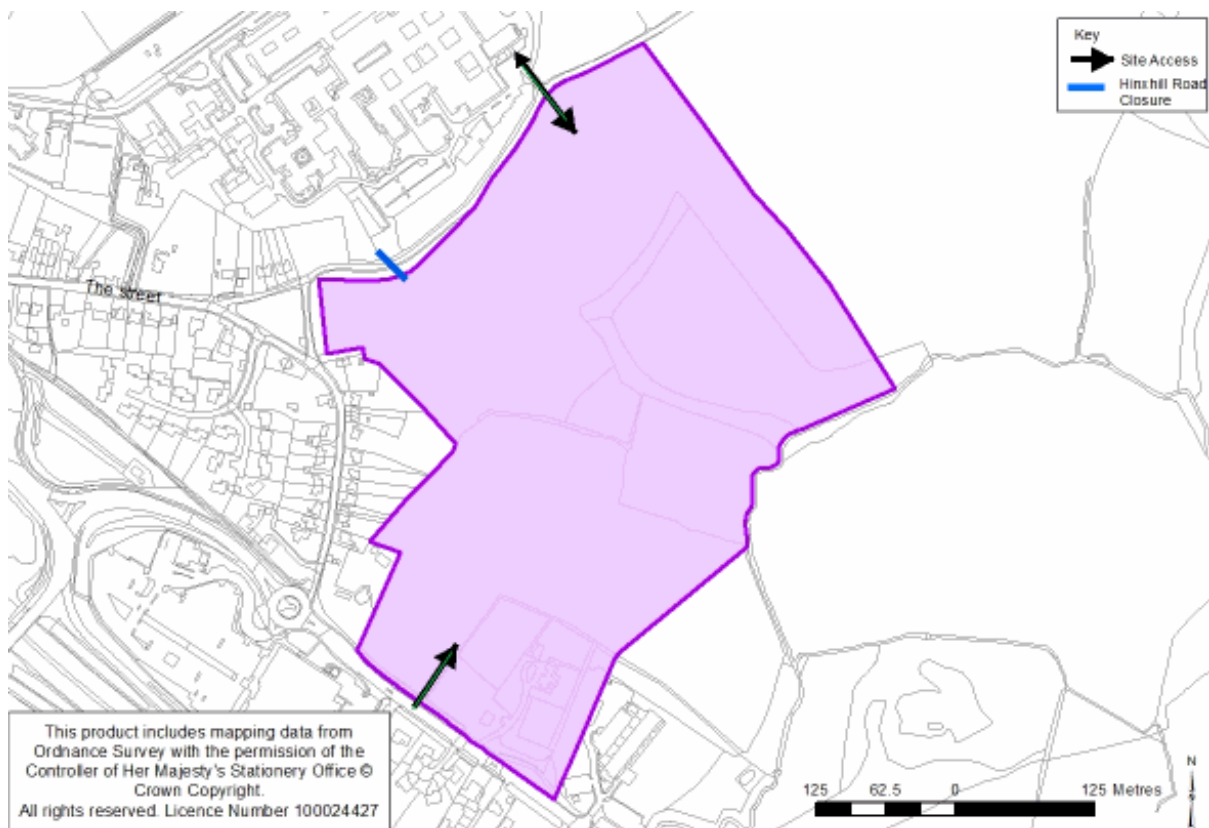 Key
Site Access
Hinxhill Road
Closure
The street
This product includes mapping data from
Ordnance Survey with the permission of the
Controller of Her Majesty's Stationery Office ©
Crown Copyright.
All rights reserved. Licence Number 100024427
125 62.5 0 125 Metres
N